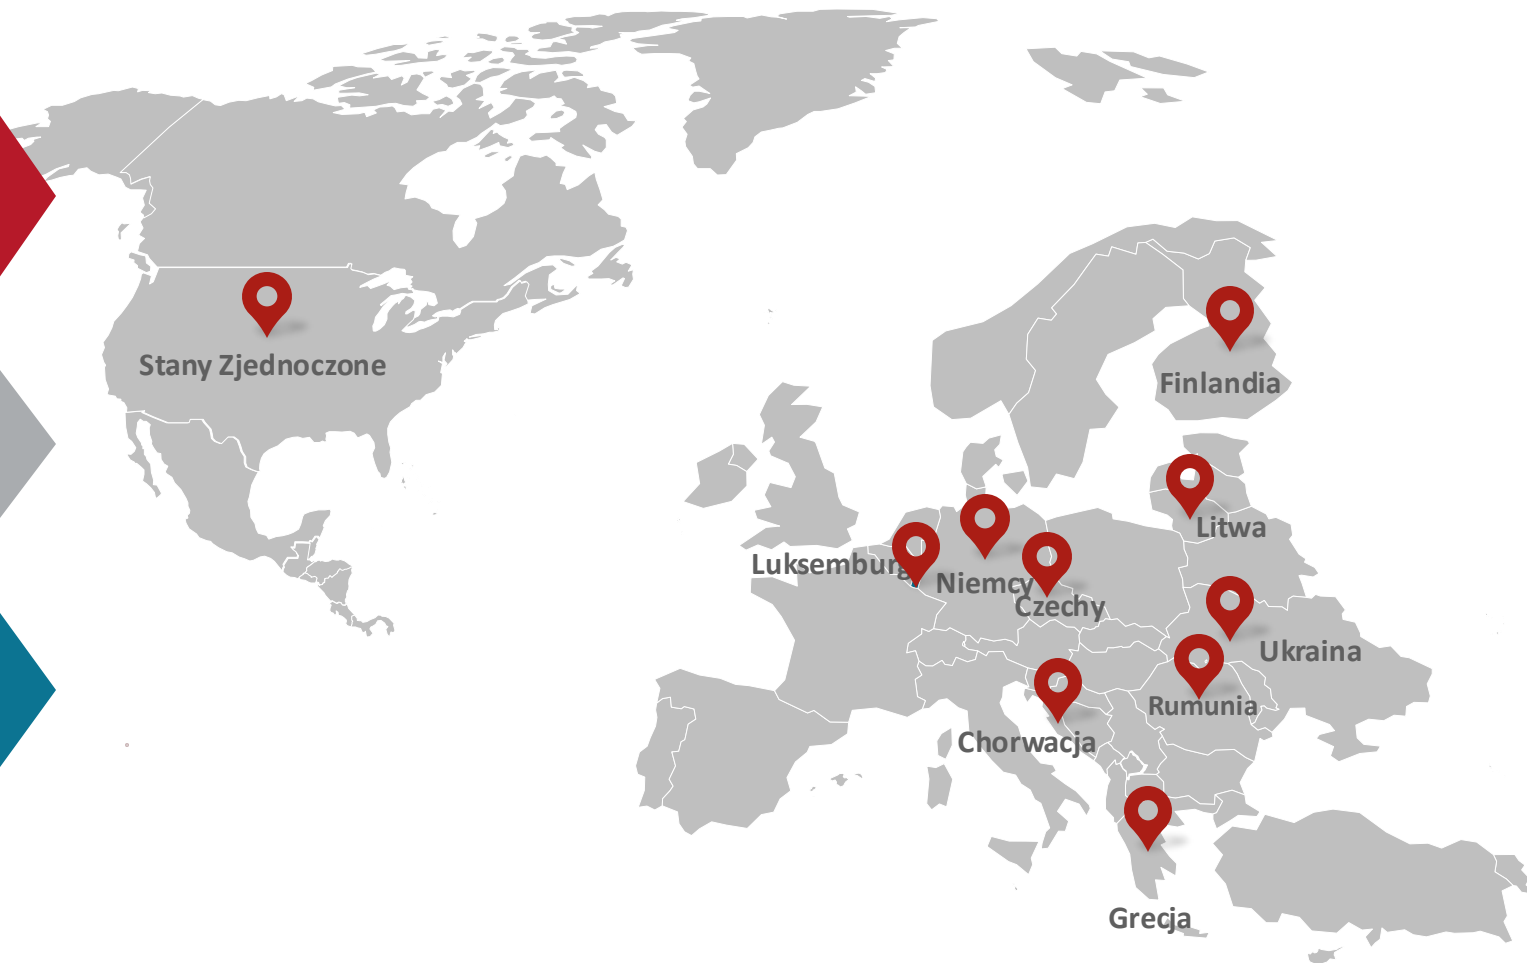 Stany Zjednoczone
Finlandia
Litwa
Luksemburg
Niemcy
Czechy
Ukraina
Rumunia
Chorwacja
Grecja